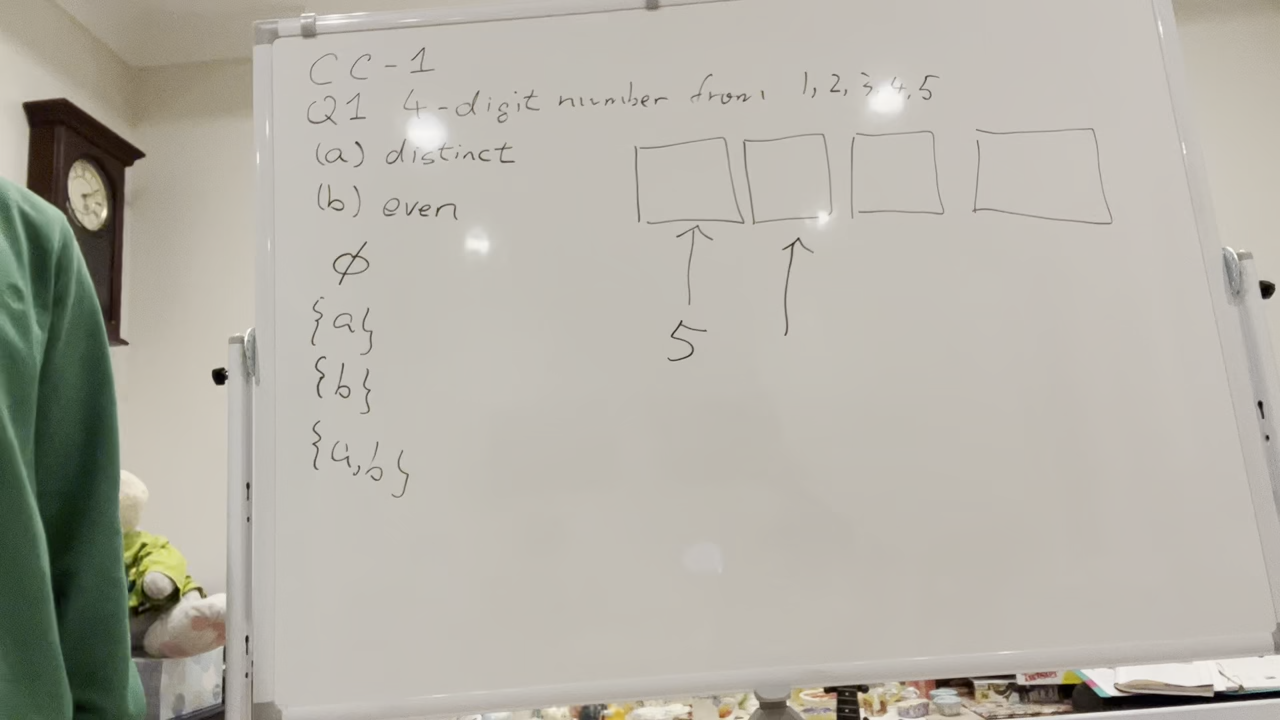 CC-1
Q1 4-digit number from 1, 2, 3, 4, 5
(a) distinct
(b) even
∅
{a}
{b}
{a,b}
5